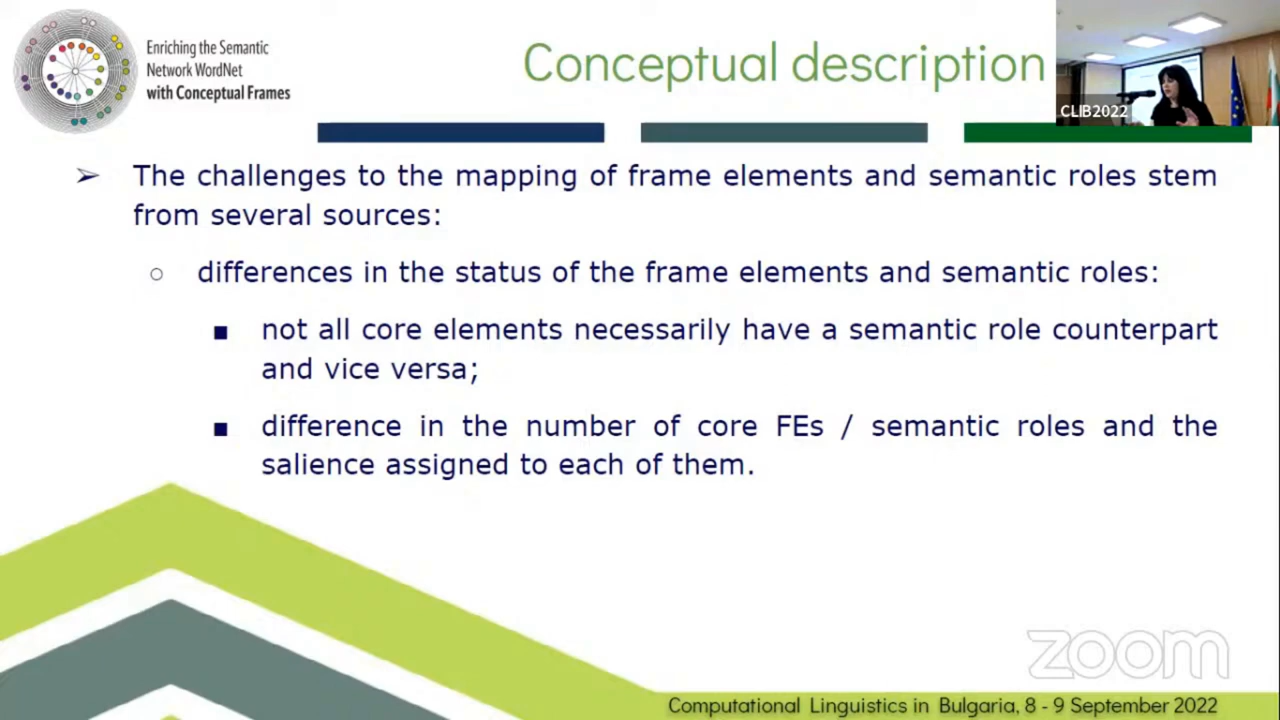 Enriching the Semantic
Network WordNet
with Conceptual Frames
Conceptual description
CLIB2022
➢ The challenges to the mapping of frame elements and semantic roles stem
from several sources:
○ differences in the status of the frame elements and semantic roles:
■ not all core elements necessarily have a semantic role counterpart
and vice versa;
■ difference in the number of core FEs / semantic roles and the
salience assigned to each of them.
zoom
Computational Linguistics in Bulgaria, 8 - 9 September 2022